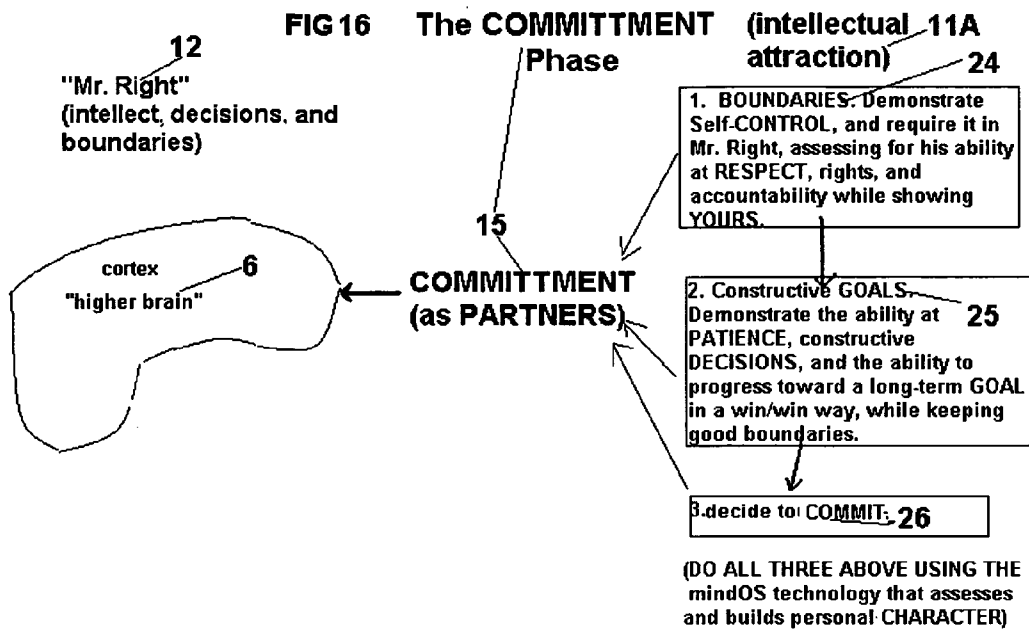 FIG 16 The COMMITTMENT (intellectual 11A
Phase attraction)
12
"Mr. Right"
(intellect, decisions, and
boundaries)
24
1. BOUNDARIES. Demonstrate
Self-CONTROL, and require it in
Mr. Right, assessing for his ability
at RESPECT, rights, and
accountability while showing
YOURS.
15
cortex
"higher brain" 6
COMMITTMENT
(as PARTNERS)
2. Constructive GOALS.
Demonstrate the ability at 25
PATIENCE, constructive
DECISIONS, and the ability to
progress toward a long-term GOAL
in a win/win way, while keeping
good boundaries.
3.decide to COMMIT. 26
(DO ALL THREE ABOVE USING THE
mindOS technology that assesses
and builds personal CHARACTER)